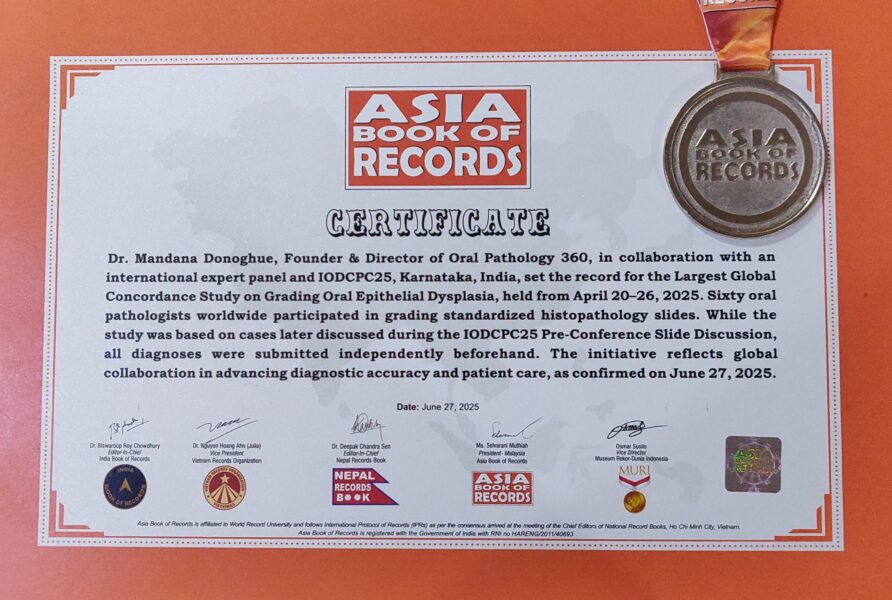 ASIA
BOOK OF
RECORDS
ASIA
BOOK OF
RECORDS
CERTIFICATE
Dr. Mandana Donoghue, Founder & Director of Oral Pathology 360, in collaboration with an
international expert panel and IODCPC25, Karnataka, India, set the record for the Largest Global
Concordance Study on Grading Oral Epithelial Dysplasia, held from April 20–26, 2025. Sixty oral
pathologists worldwide participated in grading standardized histopathology slides. While the
study was based on cases later discussed during the IODCPC25 Pre-Conference Slide Discussion,
all diagnoses were submitted independently beforehand. The initiative reflects global
collaboration in advancing diagnostic accuracy and patient care, as confirmed on June 27, 2025.
Date: June 27, 2025
Dr. Biswaroop Roy Chowdhury
Editor-in-Chief
India Book of Records
INDIA
BOOK OF RECORDS
Dr. Nguyen Hoang Ahn (Julia)
Vice President
Vietnam Records Organization
Dr. Deepak Chandra Sen
Editor-In-Chief
Nepal Records Book
NEPAL
RECORDS
BOOK
Ms. Selvarani Muthiah
President- Malaysia
Asia Book of Records
ASIA
BOOK OF
RECORDS
Osmar Susilo
Vice Director
Museum Rekor-Dunia Indonesia
MURI
Asia Book of Records is affiliated to World Record University and follows International Protocol of Records (IPRs) as per the consensus arrived at the meeting of the Chief Editors of National Record Books, Ho Chi Minh City, Vietnam.
Asia Book of Records is registered with the Government of India with RNI no HARENG/2011/40693